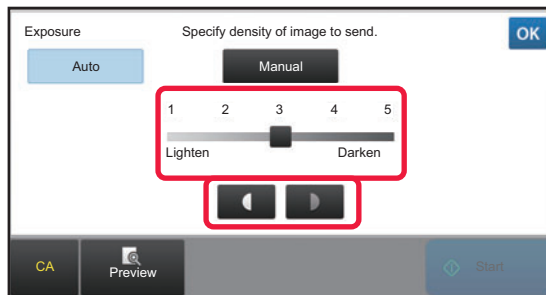 Exposure Specify density of image to send. OK
Auto Manual
1 2 3 4 5
Lighten Darken
CA Preview Start